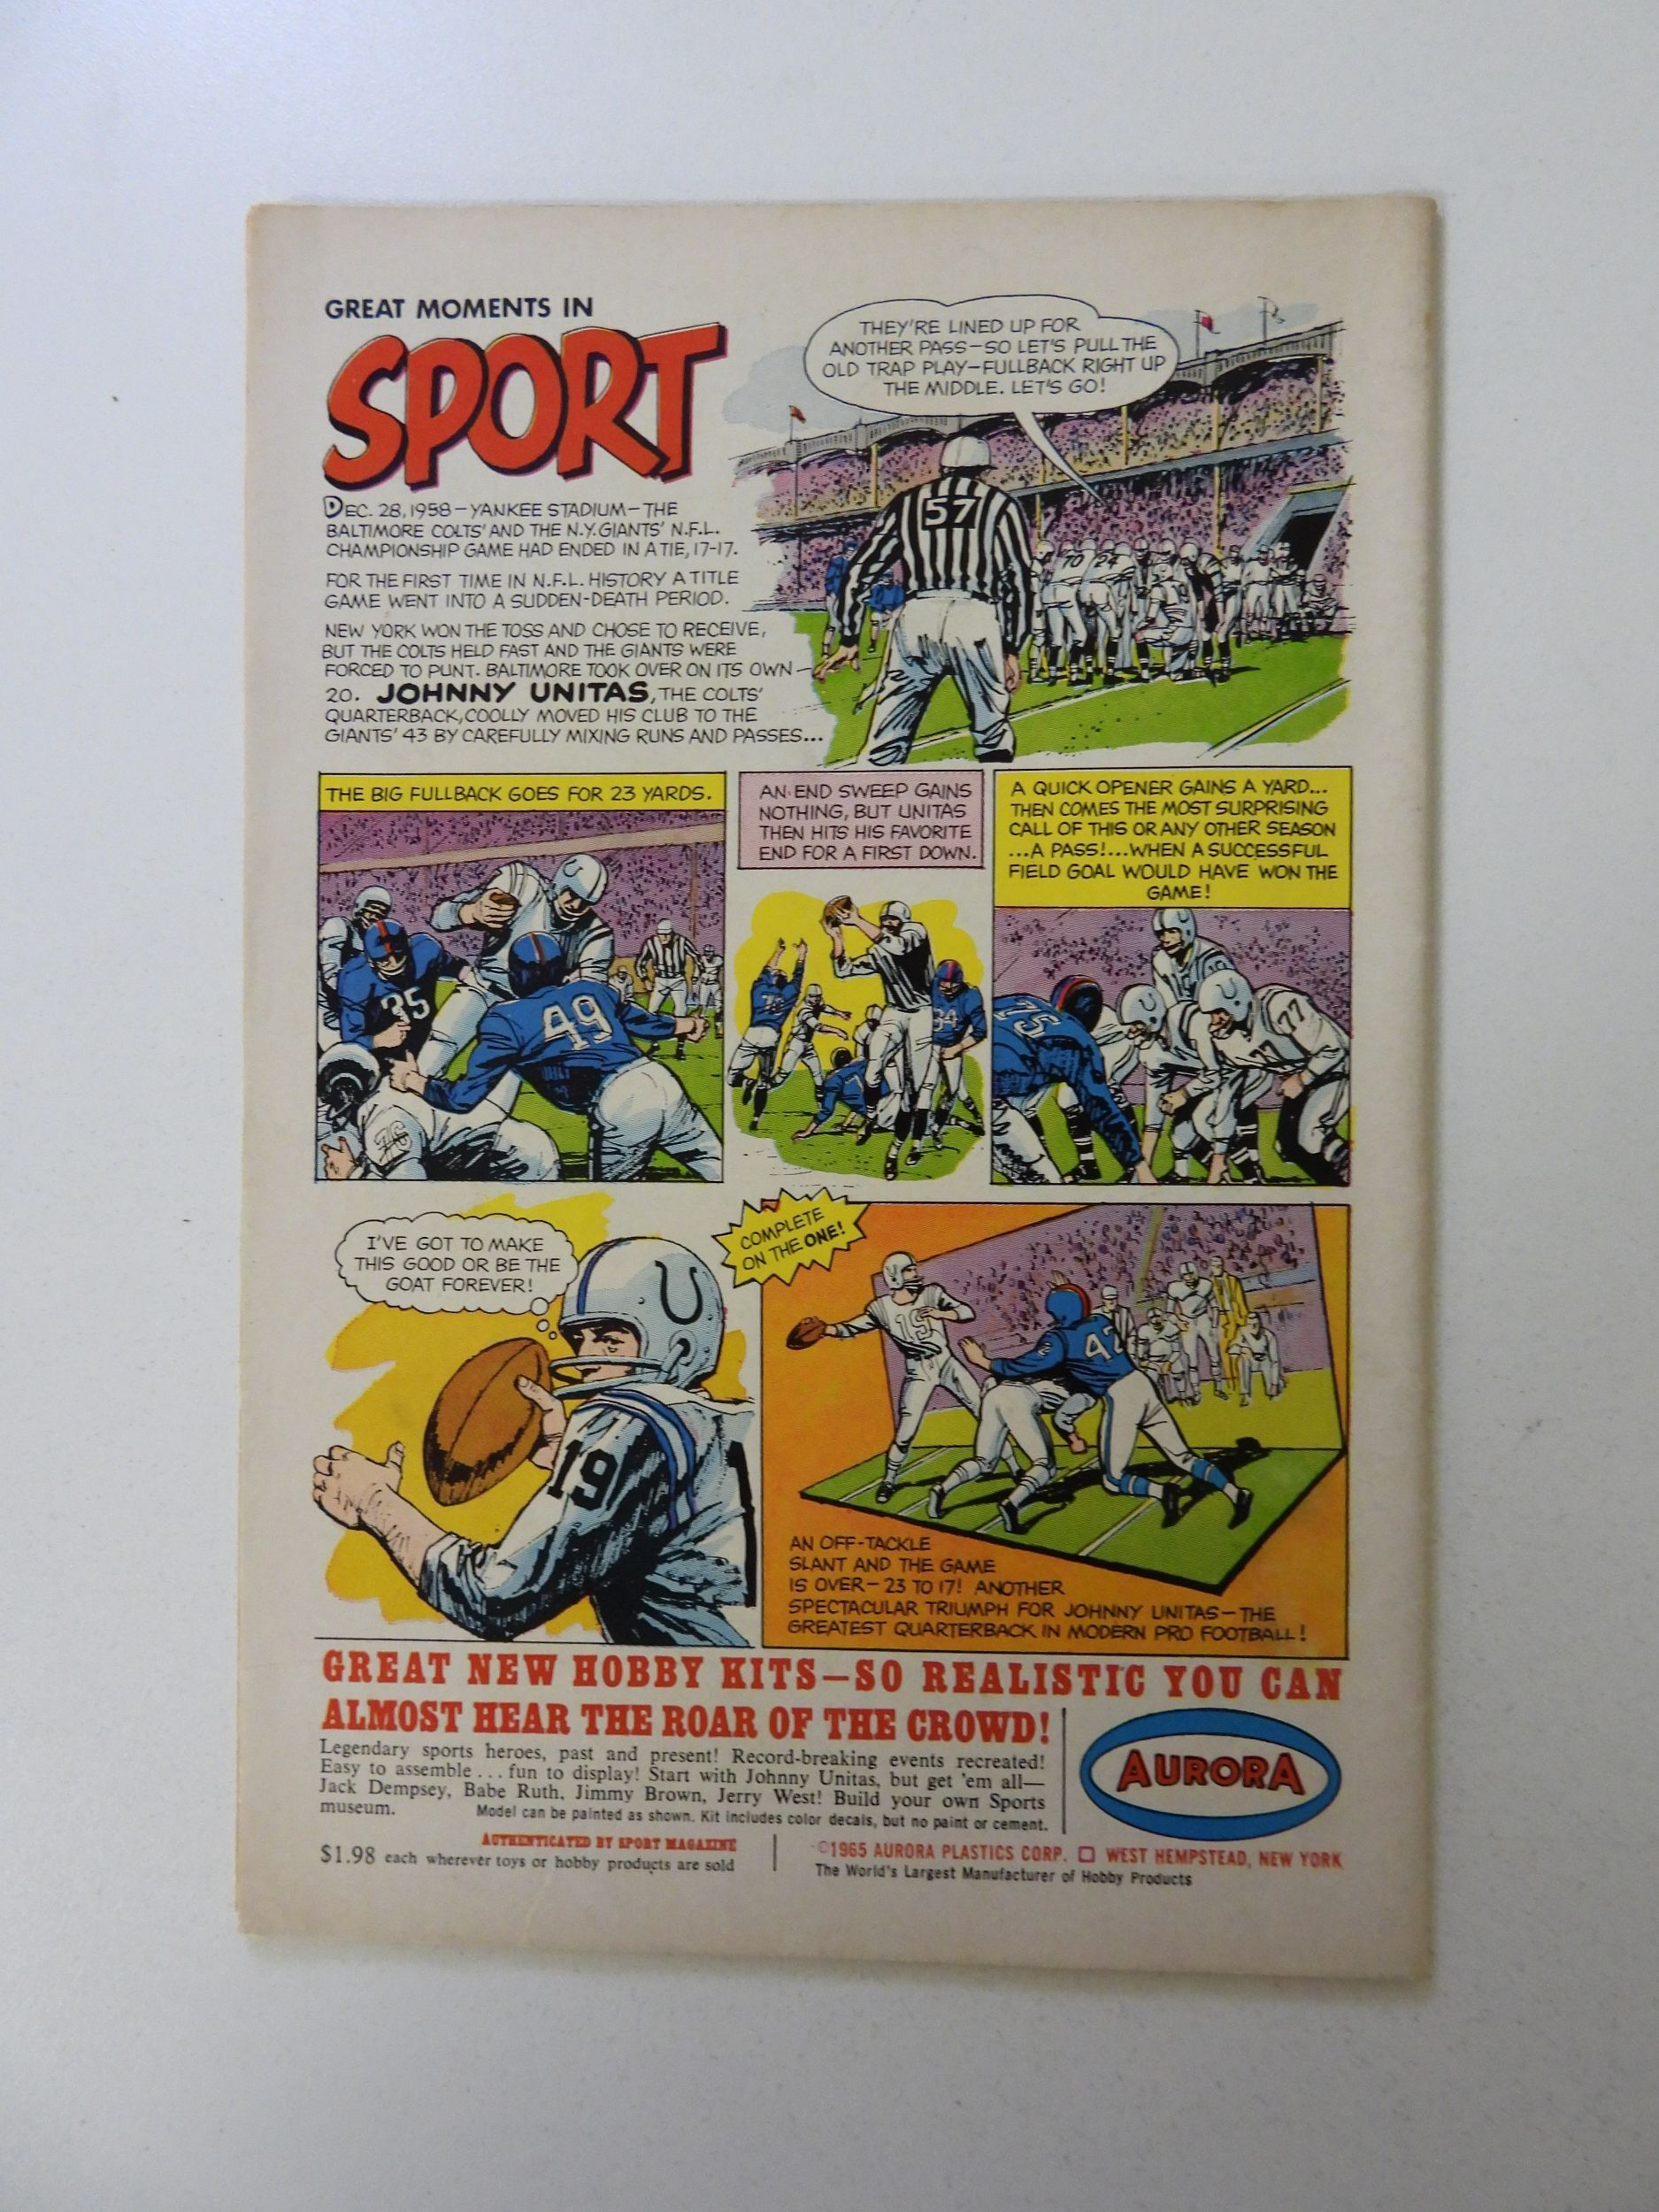 GREAT MOMENTS IN
SPORT
DEC. 28, 1958 — YANKEE STADIUM — THE
BALTIMORE COLTS' AND THE N.Y. GIANTS' N.F.L.
CHAMPIONSHIP GAME HAD ENDED IN A TIE, 17-17.
FOR THE FIRST TIME IN N.F.L. HISTORY A TITLE
GAME WENT INTO A SUDDEN-DEATH PERIOD.
NEW YORK WON THE TOSS AND CHOSE TO RECEIVE,
BUT THE COLTS HELD FAST AND THE GIANTS WERE
FORCED TO PUNT. BALTIMORE TOOK OVER ON ITS OWN
20. JOHNNY UNITAS, THE COLTS'
QUARTERBACK, COOLLY MOVED HIS CLUB TO THE
GIANTS' 43 BY CAREFULLY MIXING RUNS AND PASSES...
THEY'RE LINED UP FOR
ANOTHER PASS—SO LET'S PULL THE
OLD TRAP PLAY—FULLBACK RIGHT UP
THE MIDDLE. LET'S GO!
57
70 24
THE BIG FULLBACK GOES FOR 23 YARDS.
35
49
76
AN END SWEEP GAINS
NOTHING, BUT UNITAS
THEN HITS HIS FAVORITE
END FOR A FIRST DOWN.
84
A QUICK OPENER GAINS A YARD...
THEN COMES THE MOST SURPRISING
CALL OF THIS OR ANY OTHER SEASON
...A PASS!...WHEN A SUCCESSFUL
FIELD GOAL WOULD HAVE WON THE
GAME!
19
75
77
77
I'VE GOT TO MAKE
THIS GOOD OR BE THE
GOAT FOREVER!
19
COMPLETE
ON THE ONE!
19
42
AN OFF-TACKLE
SLANT AND THE GAME
IS OVER—23 TO 17! ANOTHER
SPECTACULAR TRIUMPH FOR JOHNNY UNITAS—THE
GREATEST QUARTERBACK IN MODERN PRO FOOTBALL!
GREAT NEW HOBBY KITS—SO REALISTIC YOU CAN
ALMOST HEAR THE ROAR OF THE CROWD!
Legendary sports heroes, past and present! Record-breaking events recreated!
Easy to assemble . . . fun to display! Start with Johnny Unitas, but get 'em all—
Jack Dempsey, Babe Ruth, Jimmy Brown, Jerry West! Build your own Sports
museum. Model can be painted as shown. Kit includes color decals, but no paint or cement.
AURORA
AUTHENTICATED BY SPORT MAGAZINE
$1.98 each wherever toys or hobby products are sold
©1965 AURORA PLASTICS CORP. □ WEST HEMPSTEAD, NEW YORK
The World's Largest Manufacturer of Hobby Products